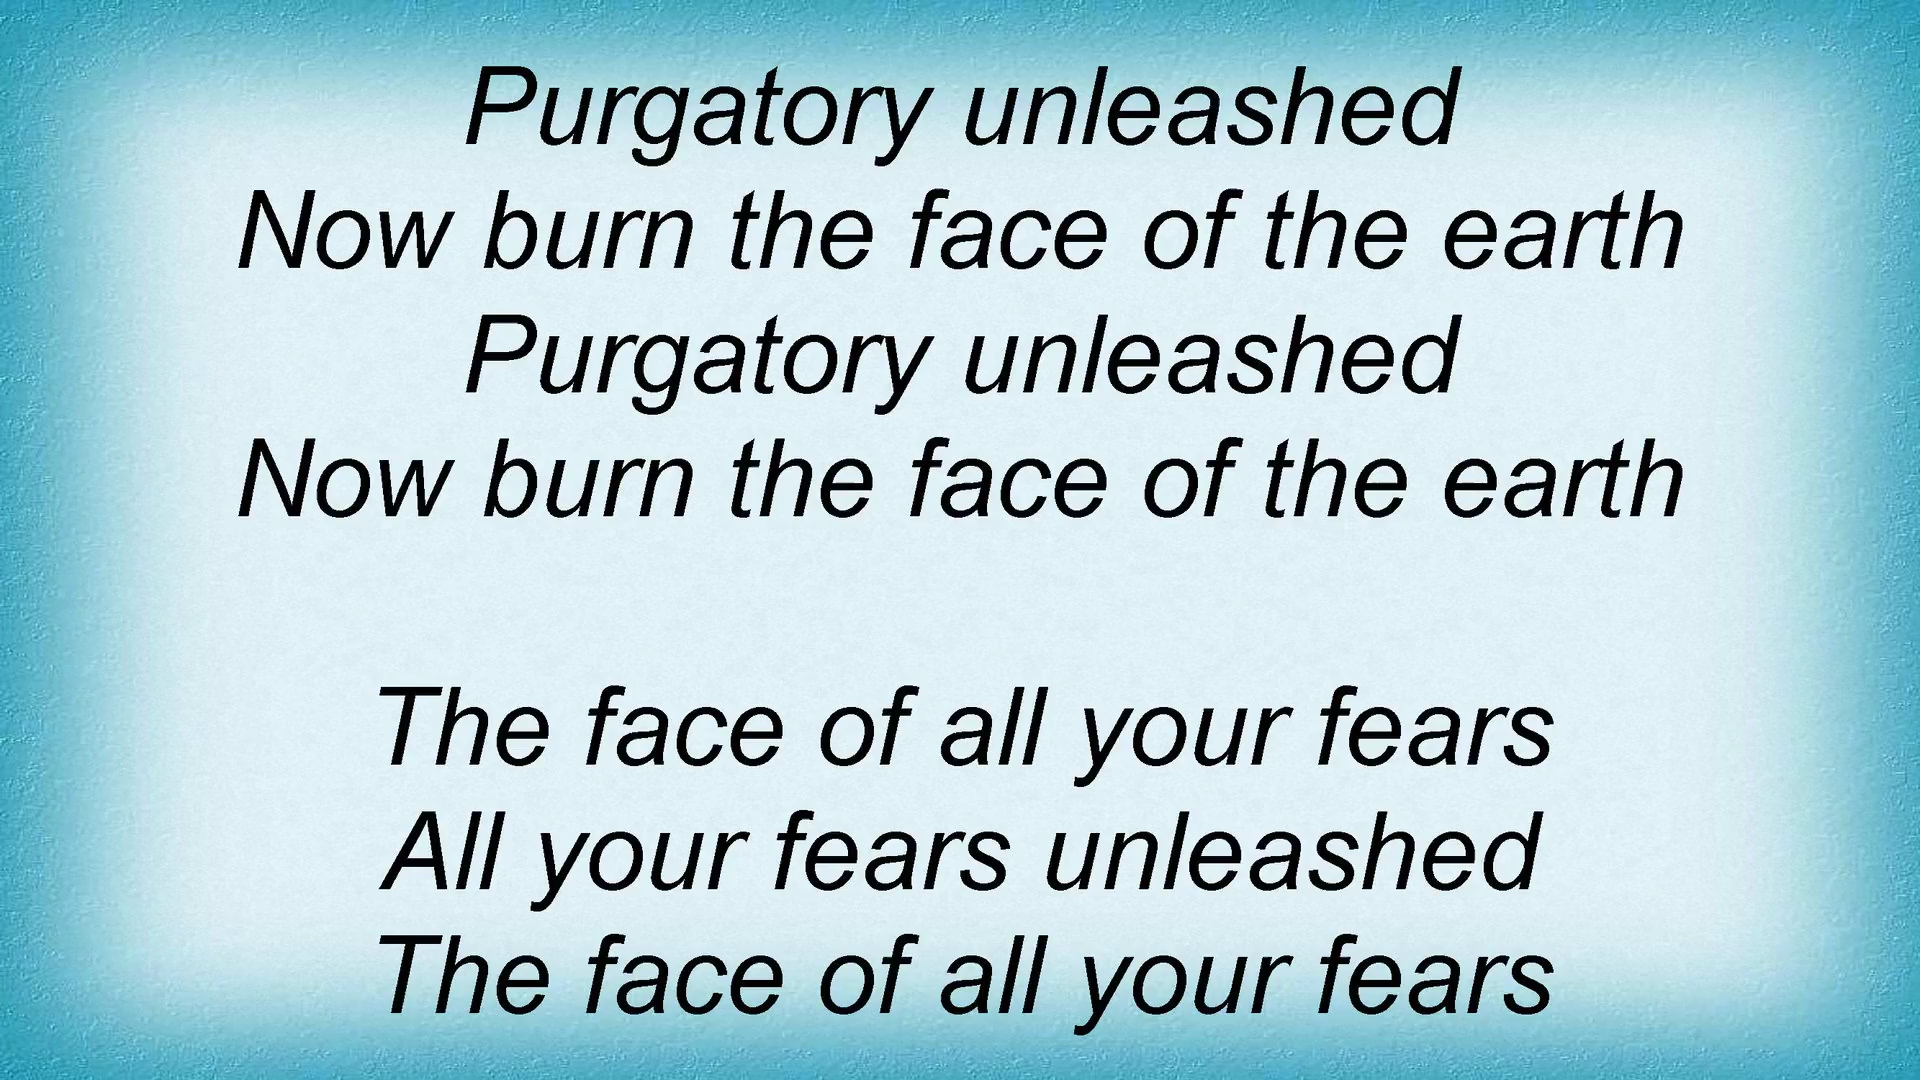 Purgatory unleashed
Now burn the face of the earth
Purgatory unleashed
Now burn the face of the earth
The face of all your fears
All your fears unleashed
The face of all your fears